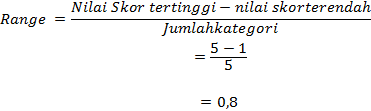 Range = Nilai Skor tertinggi − nilai skorterendah
Jumlahkategori
= 5 − 1
5
= 0,8